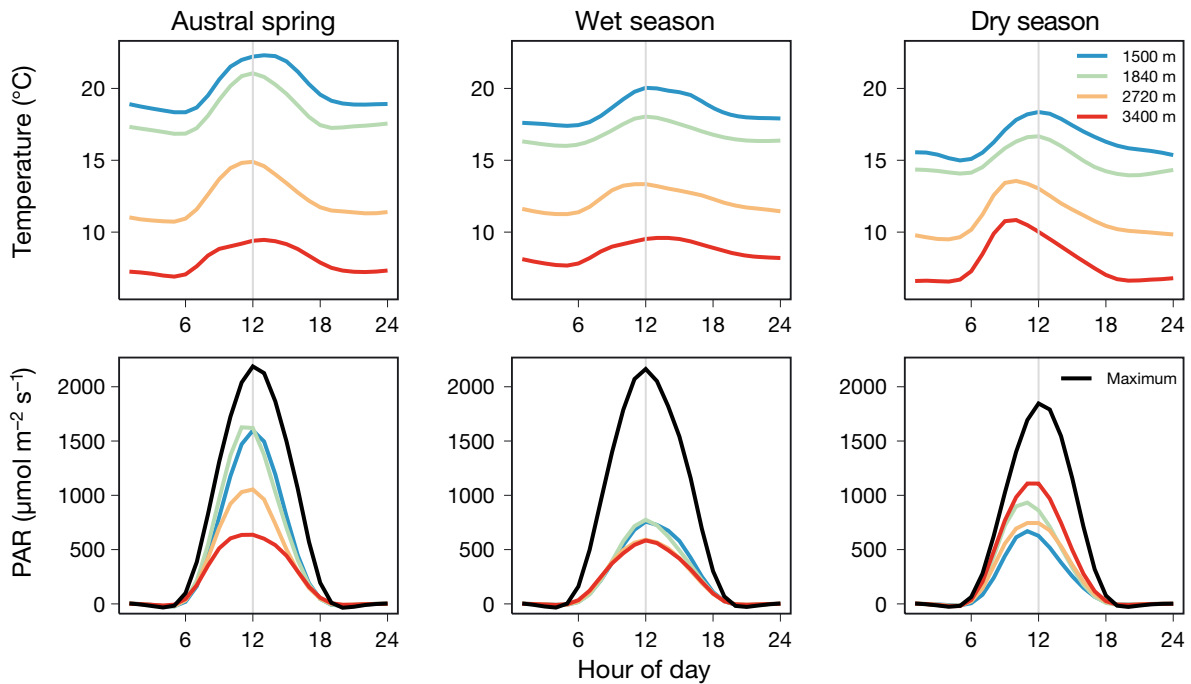 Austral spring
Wet season
Dry season
Temperature (°C)
20
15
10
6 12 18 24
20
15
10
6 12 18 24
20
15
10
6 12 18 24
1500 m
1840 m
2720 m
3400 m
PAR (µmol m⁻² s⁻¹)
2000
1500
1000
500
0
6 12 18 24
2000
1500
1000
500
0
6 12 18 24
2000
1500
1000
500
0
6 12 18 24
Maximum
Hour of day